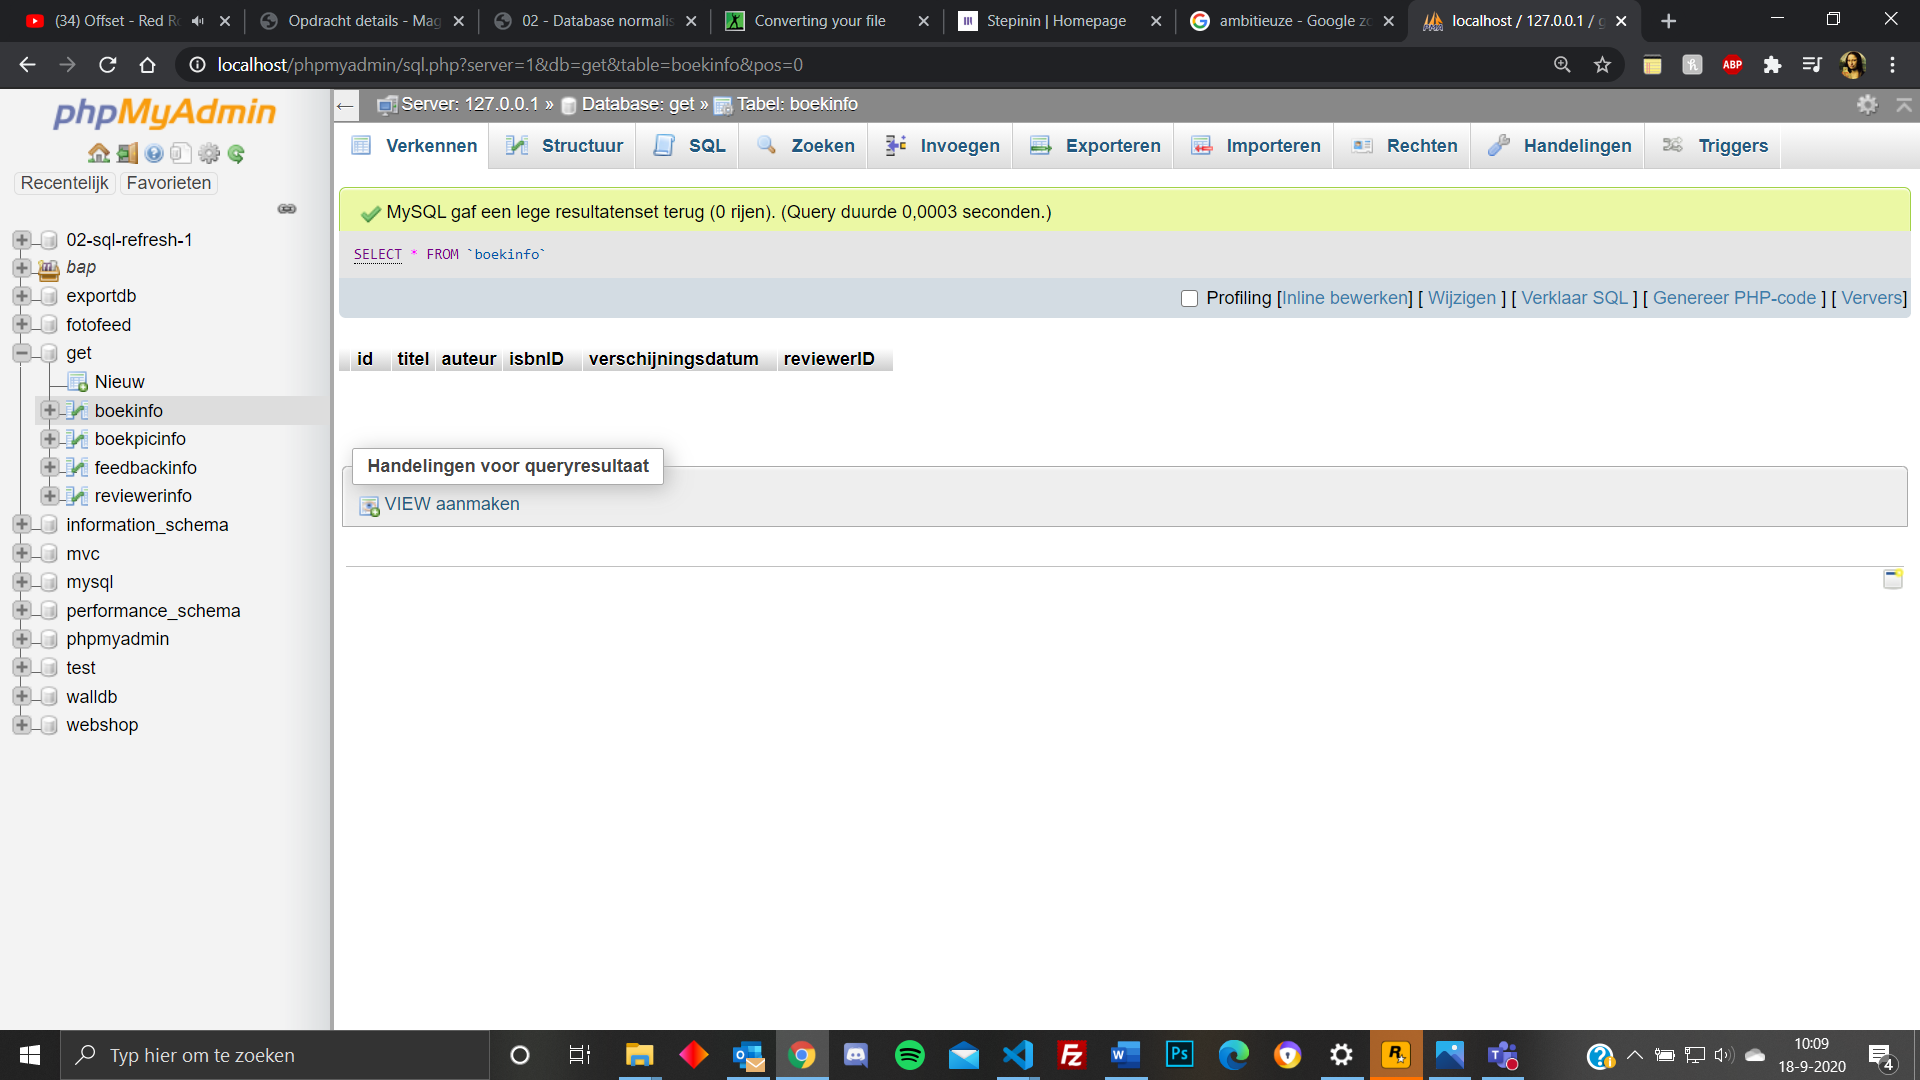 (34) Offset - Red Ro
Opdracht details - Mag
02 - Database normalis
Converting your file
Stepinin | Homepage
ambitieuze - Google zo
localhost / 127.0.0.1 / g
localhost/phpmyadmin/sql.php?server=1&db=get&table=boekinfo&pos=0
ABP
phpMyAdmin
Recentelijk
Favorieten
02-sql-refresh-1
bap
exportdb
fotofeed
get
Nieuw
boekinfo
boekpicinfo
feedbackinfo
reviewerinfo
information_schema
mvc
mysql
performance_schema
phpmyadmin
test
walldb
webshop
Server: 127.0.0.1 » Database: get » Tabel: boekinfo
Verkennen
Structuur
SQL
Zoeken
Invoegen
Exporteren
Importeren
Rechten
Handelingen
Triggers
MySQL gaf een lege resultatenset terug (0 rijen). (Query duurde 0,0003 seconden.)
SELECT * FROM `boekinfo`
Profiling [Inline bewerken] [ Wijzigen ] [ Verklaar SQL ] [ Genereer PHP-code ] [ Ververs]
id titel auteur isbnID verschijningsdatum reviewerID
Handelingen voor queryresultaat
VIEW aanmaken
Typ hier om te zoeken
10:09
18-9-2020
4